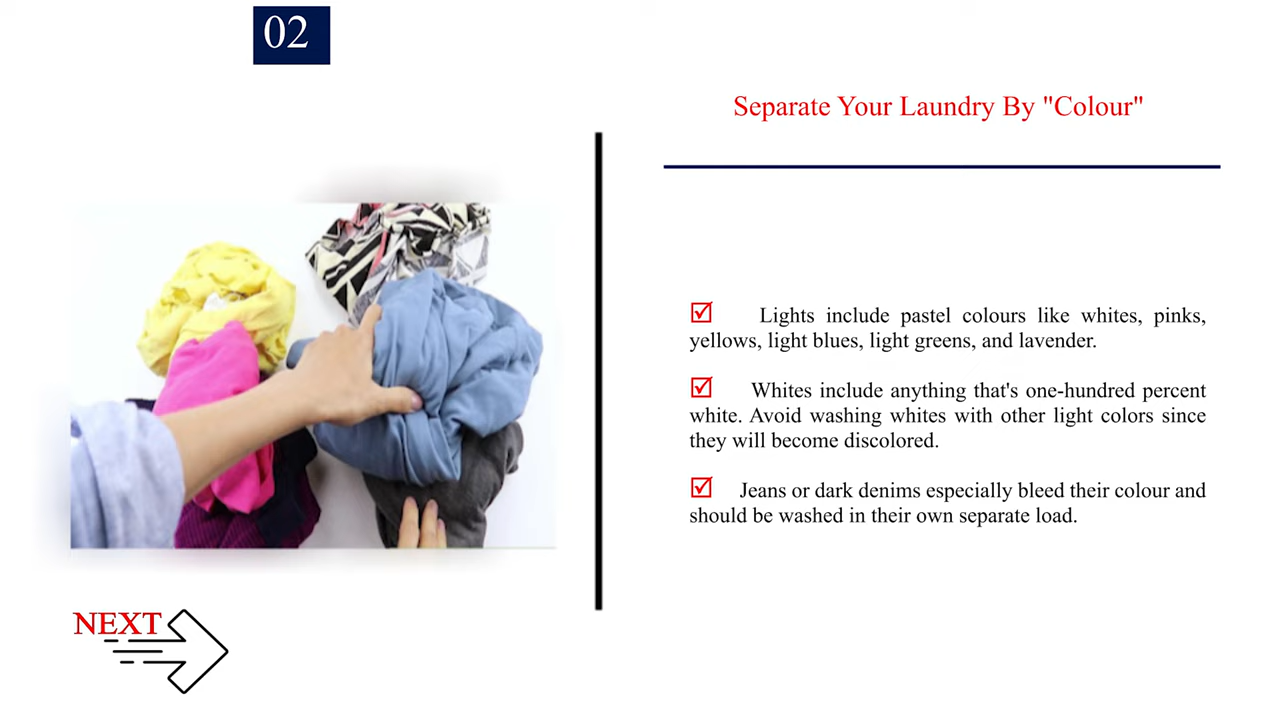 02
Separate Your Laundry By "Colour"
☑ Lights include pastel colours like whites, pinks,
yellows, light blues, light greens, and lavender.
☑ Whites include anything that's one-hundred percent
white. Avoid washing whites with other light colors since
they will become discolored.
☑ Jeans or dark denims especially bleed their colour and
should be washed in their own separate load.
NEXT